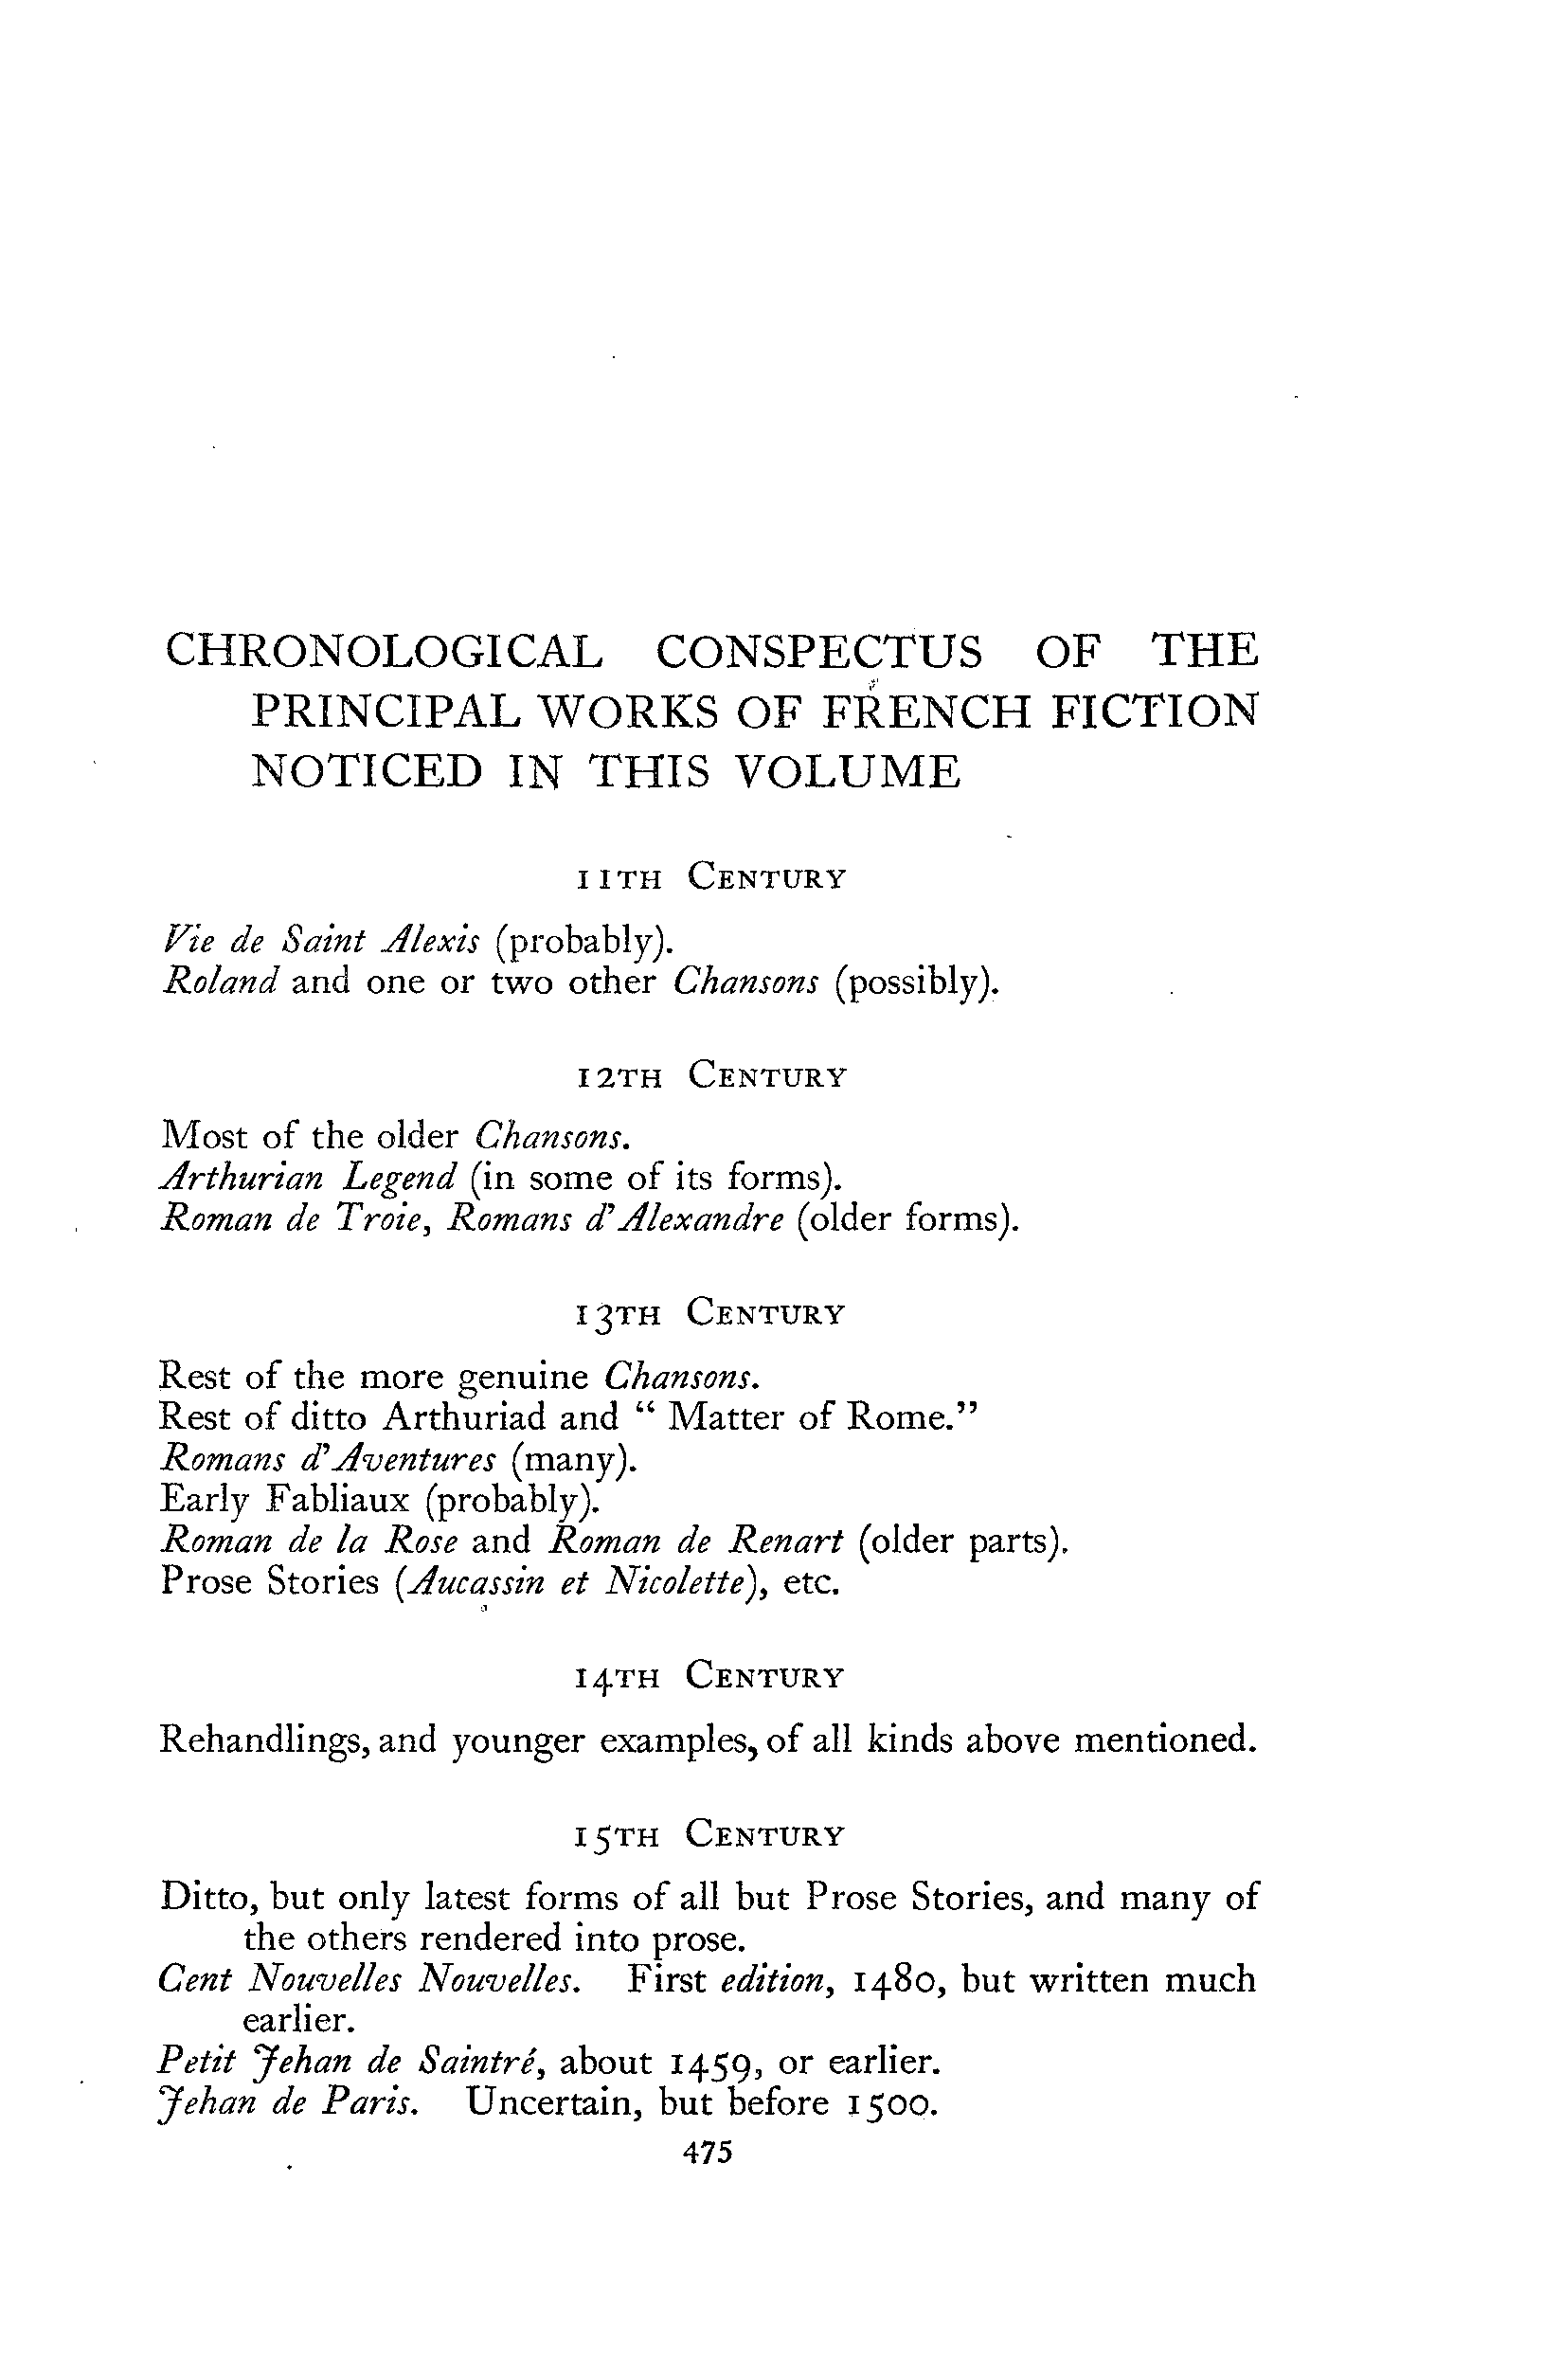 CHRONOLOGICAL CONSPECTUS OF THE
PRINCIPAL WORKS OF FRENCH FICTION
NOTICED IN THIS VOLUME
11TH CENTURY
Vie de Saint Alexis (probably).
Roland and one or two other Chansons (possibly).
12TH CENTURY
Most of the older Chansons.
Arthurian Legend (in some of its forms).
Roman de Troie, Romans d'Alexandre (older forms).
13TH CENTURY
Rest of the more genuine Chansons.
Rest of ditto Arthuriad and “ Matter of Rome.”
Romans d'Aventures (many).
Early Fabliaux (probably).
Roman de la Rose and Roman de Renart (older parts).
Prose Stories (Aucassin et Nicolette), etc.
14TH CENTURY
Rehandlings, and younger examples, of all kinds above mentioned.
15TH CENTURY
Ditto, but only latest forms of all but Prose Stories, and many of
the others rendered into prose.
Cent Nouvelles Nouvelles. First edition, 1480, but written much
earlier.
Petit Jehan de Saintré, about 1459, or earlier.
Jehan de Paris. Uncertain, but before 1500.
475